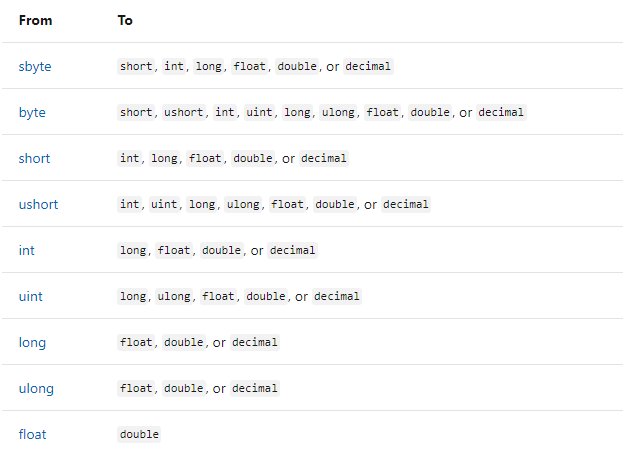 From To
sbyte short, int, long, float, double, or decimal
byte short, ushort, int, uint, long, ulong, float, double, or decimal
short int, long, float, double, or decimal
ushort int, uint, long, ulong, float, double, or decimal
int long, float, double, or decimal
uint long, ulong, float, double, or decimal
long float, double, or decimal
ulong float, double, or decimal
float double